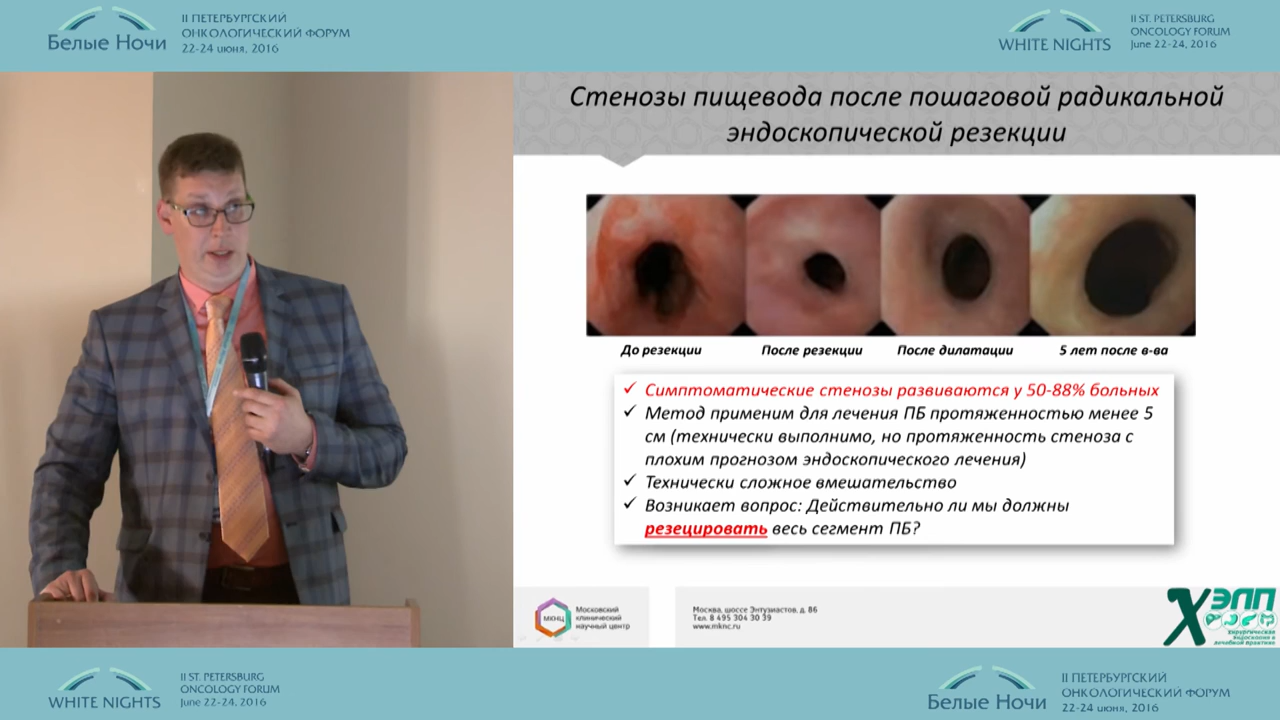 Белые Ночи
II ПЕТЕРБУРГСКИЙ
ОНКОЛОГИЧЕСКИЙ ФОРУМ
22-24 июня, 2016
WHITE NIGHTS
II ST. PETERSBURG
ONCOLOGY FORUM
June 22-24, 2016
Стенозы пищевода после пошаговой радикальной
эндоскопической резекции
До резекции
После резекции
После дилатации
5 лет после в-ва
✓ Симптоматические стенозы развиваются у 50-88% больных
✓ Метод применим для лечения ПБ протяженностью менее 5
см (технически выполнимо, но протяженность стеноза с
плохим прогнозом эндоскопического лечения)
✓ Технически сложное вмешательство
✓ Возникает вопрос: Действительно ли мы должны
резецировать весь сегмент ПБ?
МКНЦ
Московский
клинический
научный центр
Москва, шоссе Энтузиастов, д. 86
Тел. 8 495 304 30 39
www.mknc.ru
ХЭЛП
хирургическая
эндоскопия в
лечебной практике
WHITE NIGHTS
II ST. PETERSBURG
ONCOLOGY FORUM
June 22-24, 2016
Белые Ночи
II ПЕТЕРБУРГСКИЙ
ОНКОЛОГИЧЕСКИЙ ФОРУМ
22-24 июня, 2016